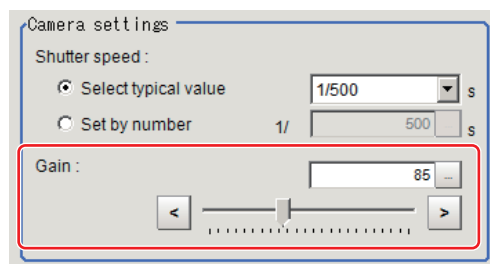 Camera settings
Shutter speed :
Select typical value 1/500 s
Set by number 1/ 500 ... s
Gain : 85 ...
< >